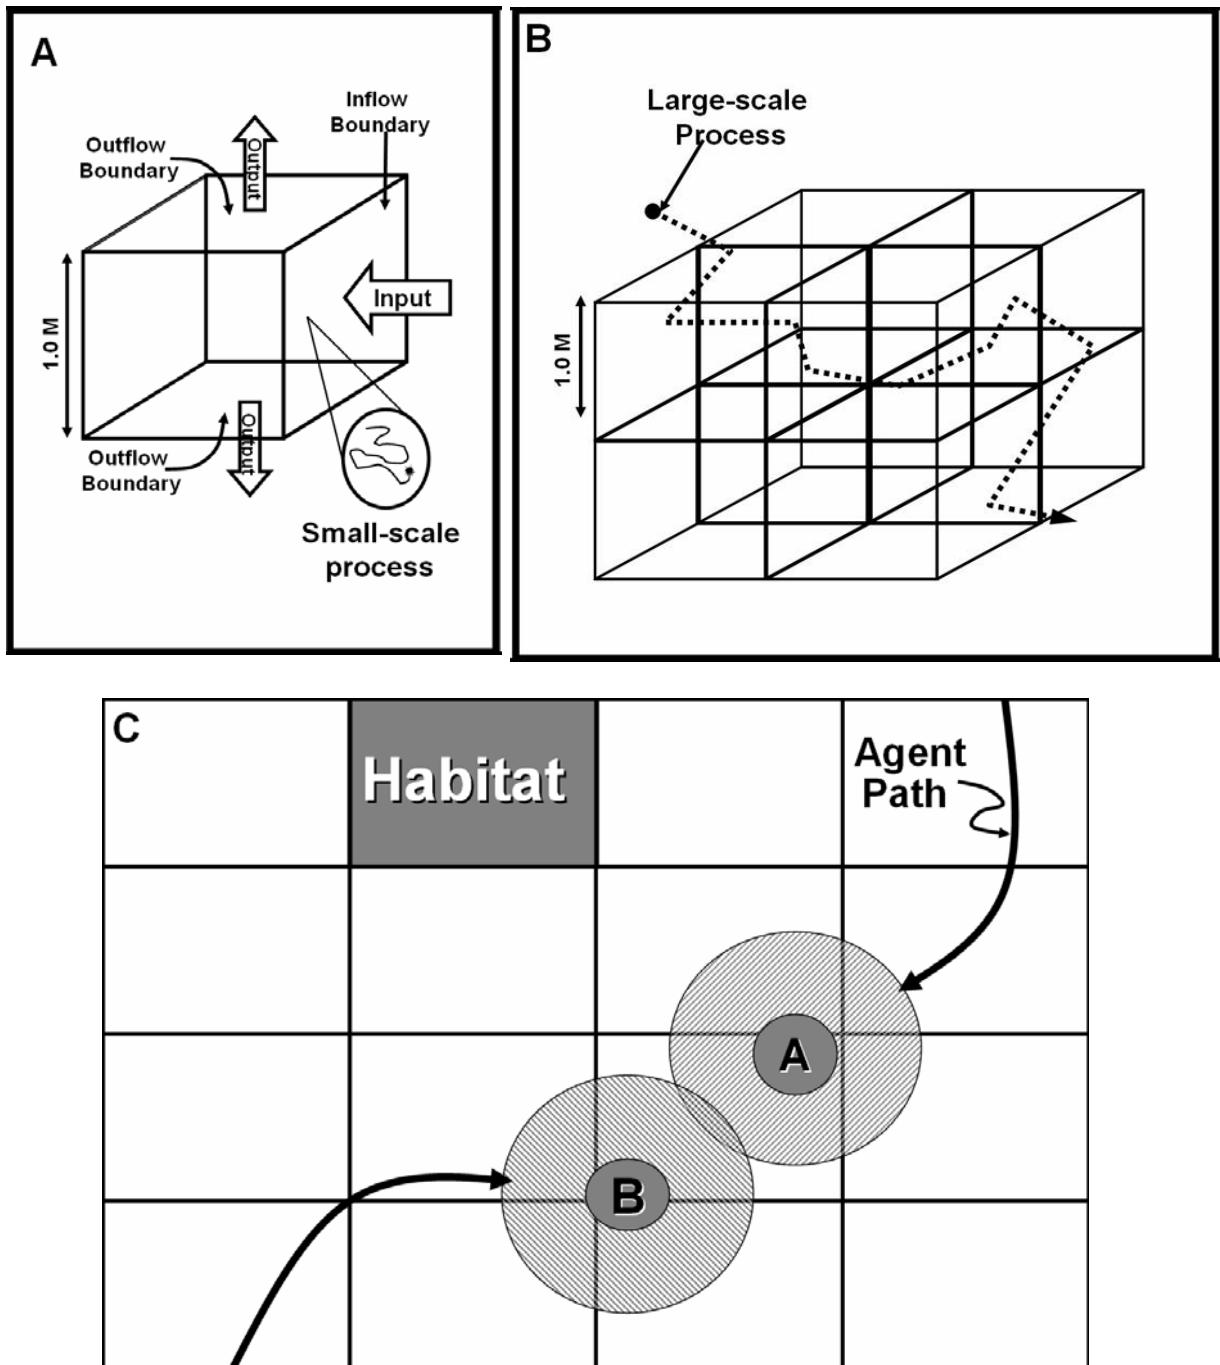 A
Inflow
Boundary
Outflow
Boundary
Output
Input
1.0 M
Outflow
Boundary
Output
Small-scale
process
B
Large-scale
Process
1.0 M
C
Habitat
Agent
Path
A
B